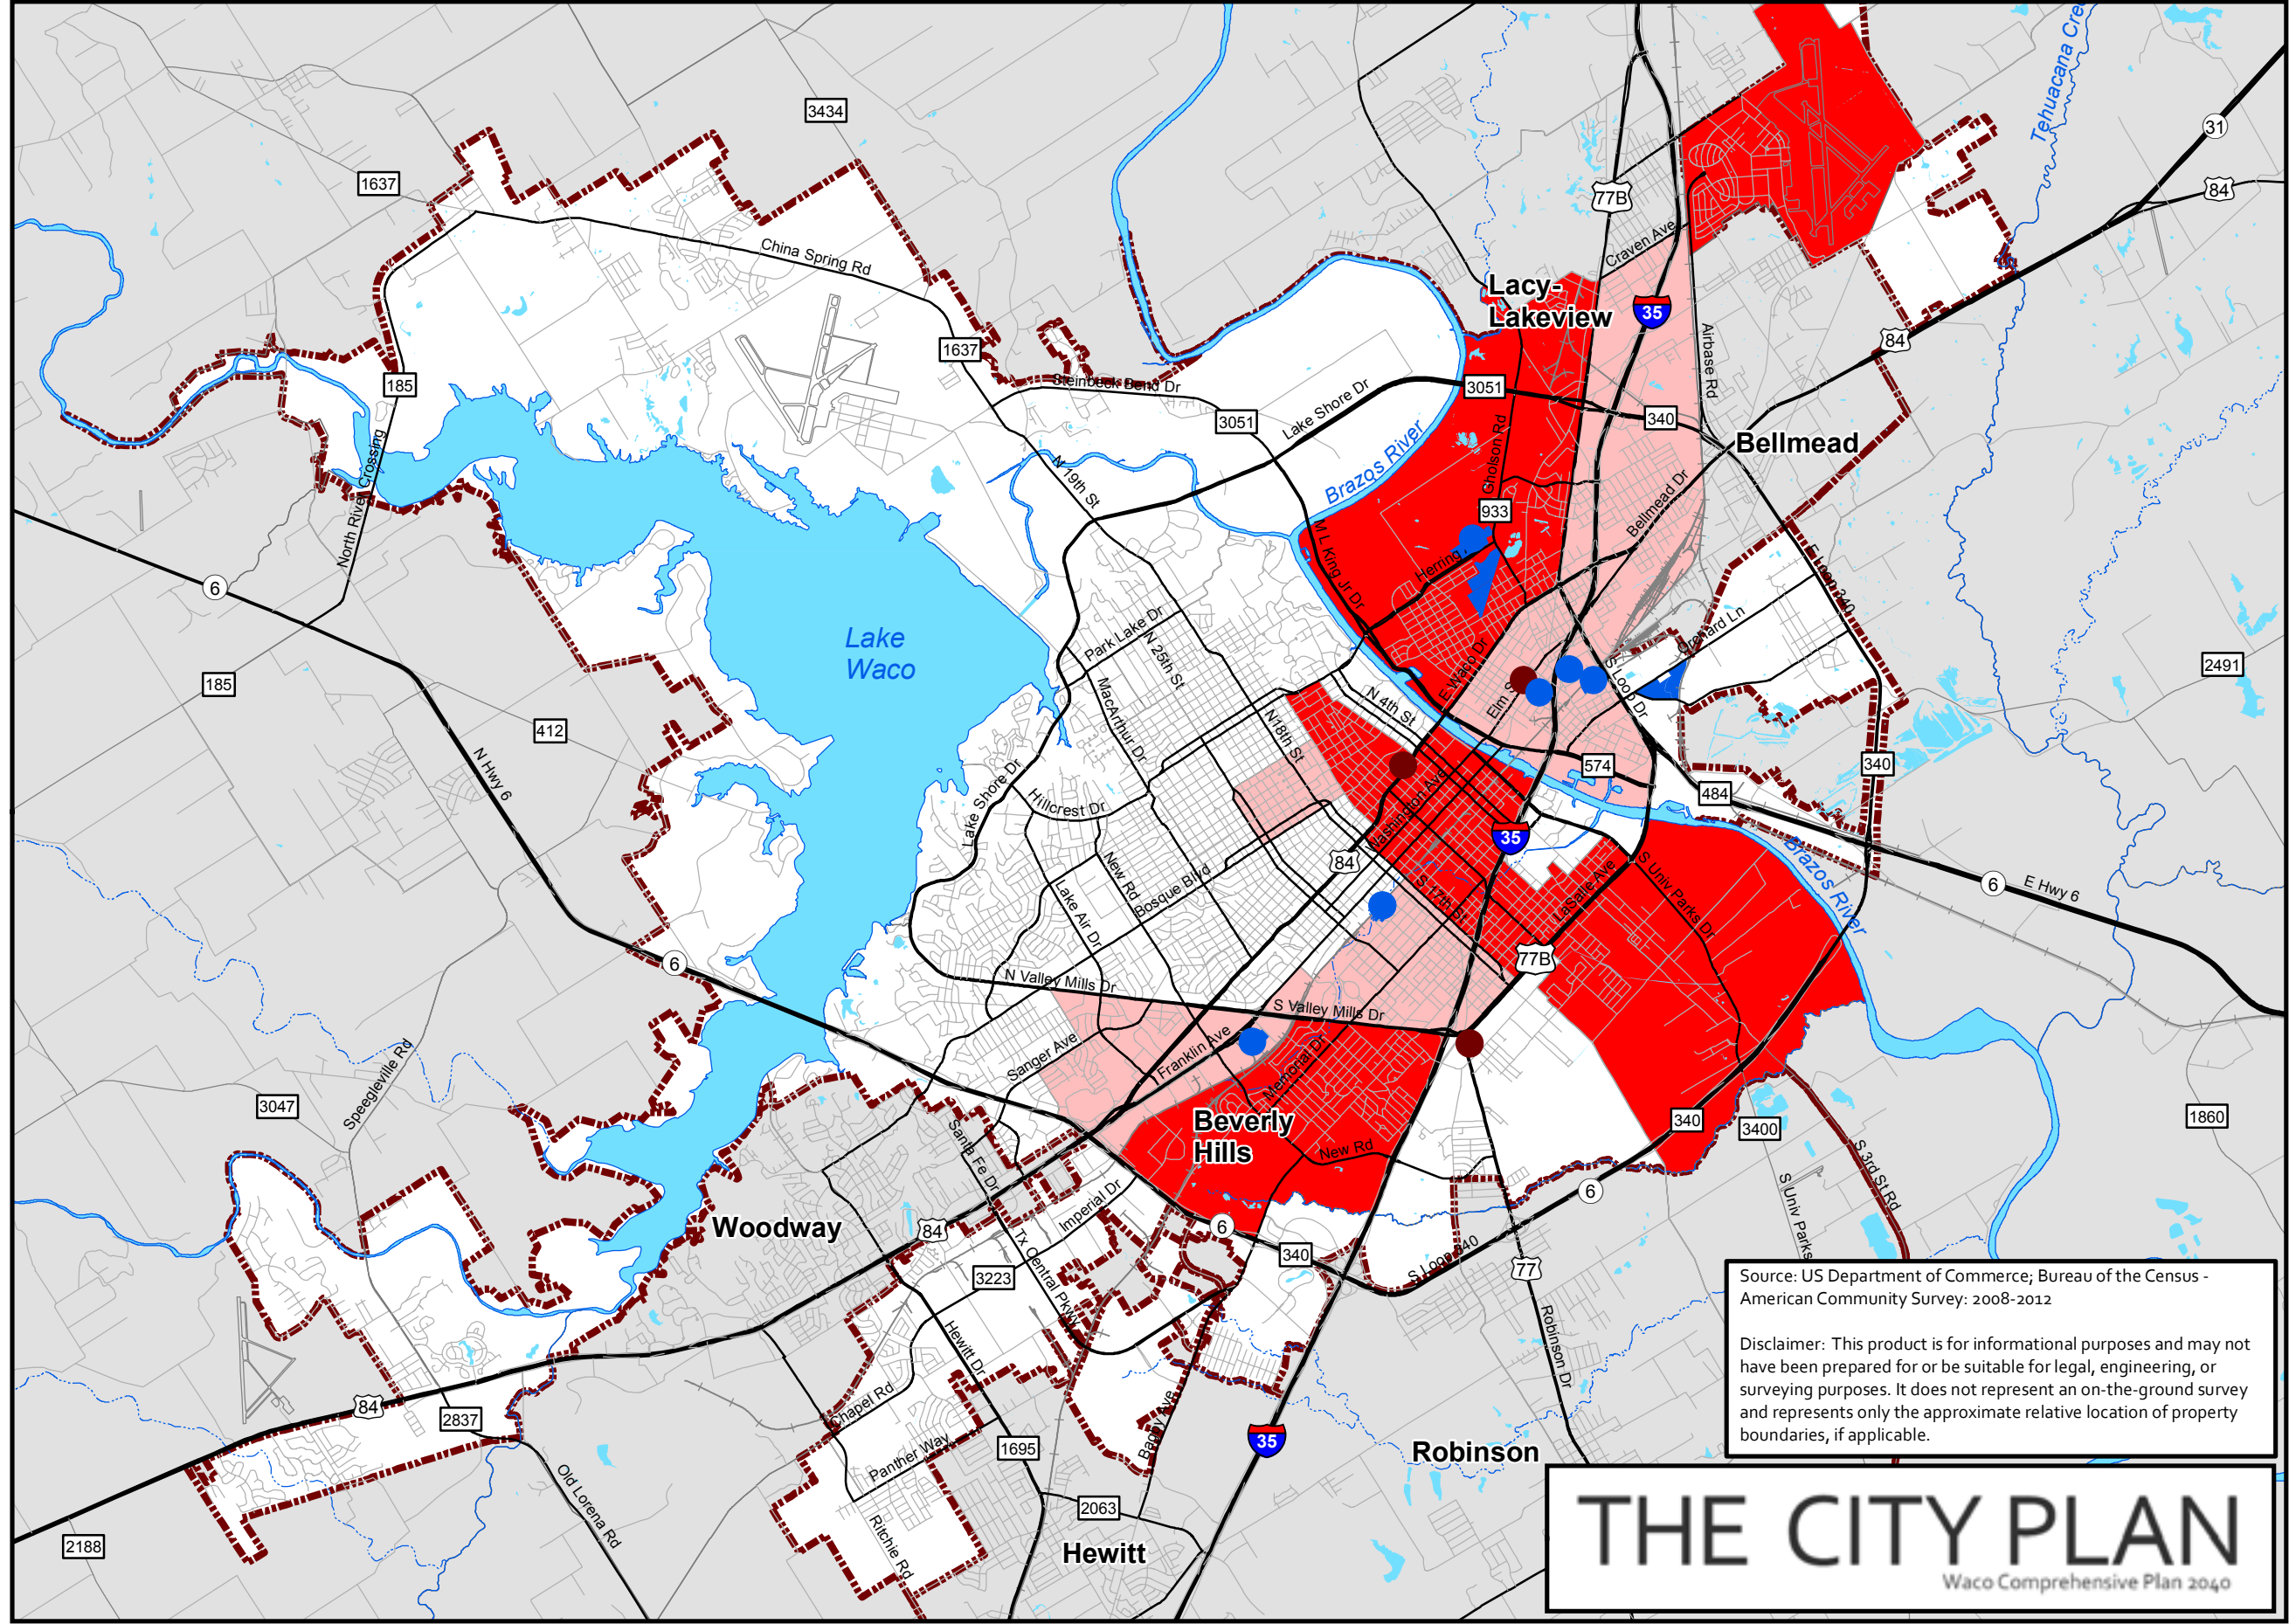 Tehuacana Cre
31
3434
84
1637
77B
Craven Ave
China Spring Rd
Lacy-
Lakeview
35
Airbase Rd
84
1637
185
Steinbeck Bend Dr
3051
340
Lake Shore Dr
3051
Gholson Rd
Bellmead
Brazos River
North River Crossing
N 19th St
Bellmead Dr
933
M L King Jr Dr
Herring
E Loop 340
6
Park Lake Dr
Orchard Ln
Lake
Waco
N 25th St
E Waco Dr
S Loop Dr
2491
185
MacArthur Dr
N 4th St
Elm S
412
N18th St
N Hwy 6
574
340
Lake Shore Dr
Hillcrest Dr
Washington Ave
484
35
84
Brazos River
New Rd
Bosque Blvd
S 17th St
LaSalle Ave
S Univ Parks Dr
6
E Hwy 6
Lake Air Dr
6
77B
N Valley Mills Dr
S Valley Mills Dr
Sanger Ave
Franklin Ave
Memorial Dr
Speegleville Rd
3047
Beverly
Hills
340
3400
1860
Santa Fe Dr
New Rd
S 3rd St Rd
6
Imperial Dr
S Univ Parks
Woodway
84
6
Tx Central Pkwy
340
S Loop 340
77
3223
Source: US Department of Commerce; Bureau of the Census -
American Community Survey: 2008-2012
Disclaimer: This product is for informational purposes and may not
have been prepared for or be suitable for legal, engineering, or
surveying purposes. It does not represent an on-the-ground survey
and represents only the approximate relative location of property
boundaries, if applicable.
Hewitt Dr
Robinson Dr
84
2837
Chapel Rd
Bagby Ave
35
1695
Robinson
Panther Way
Old Lorena Rd
2063
Ritchie Rd
2188
Hewitt
THE CITY PLAN
Waco Comprehensive Plan 2040